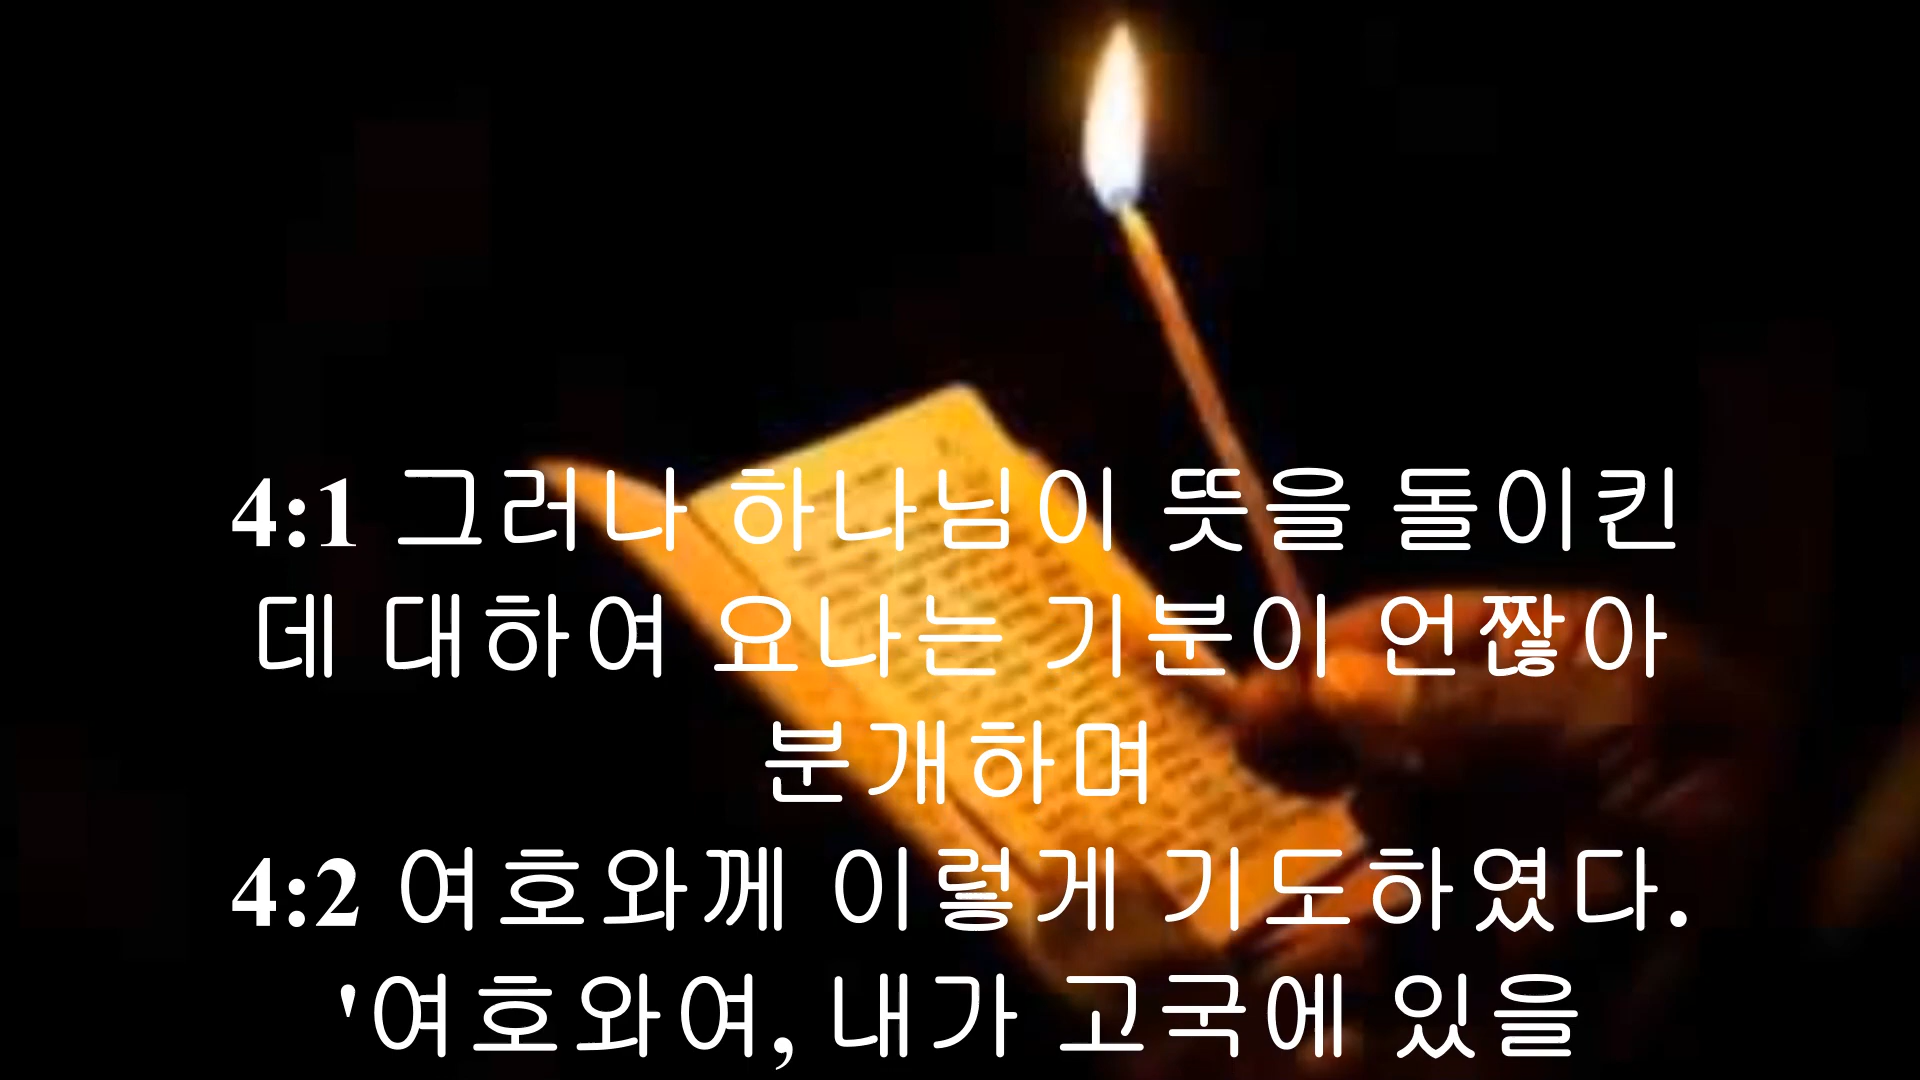 4:1 그러나 하나님이 뜻을 돌이킨
데 대하여 요나는 기분이 언짢아
분개하며
4:2 여호와께 이렇게 기도하였다.
'여호와여, 내가 고국에 있을